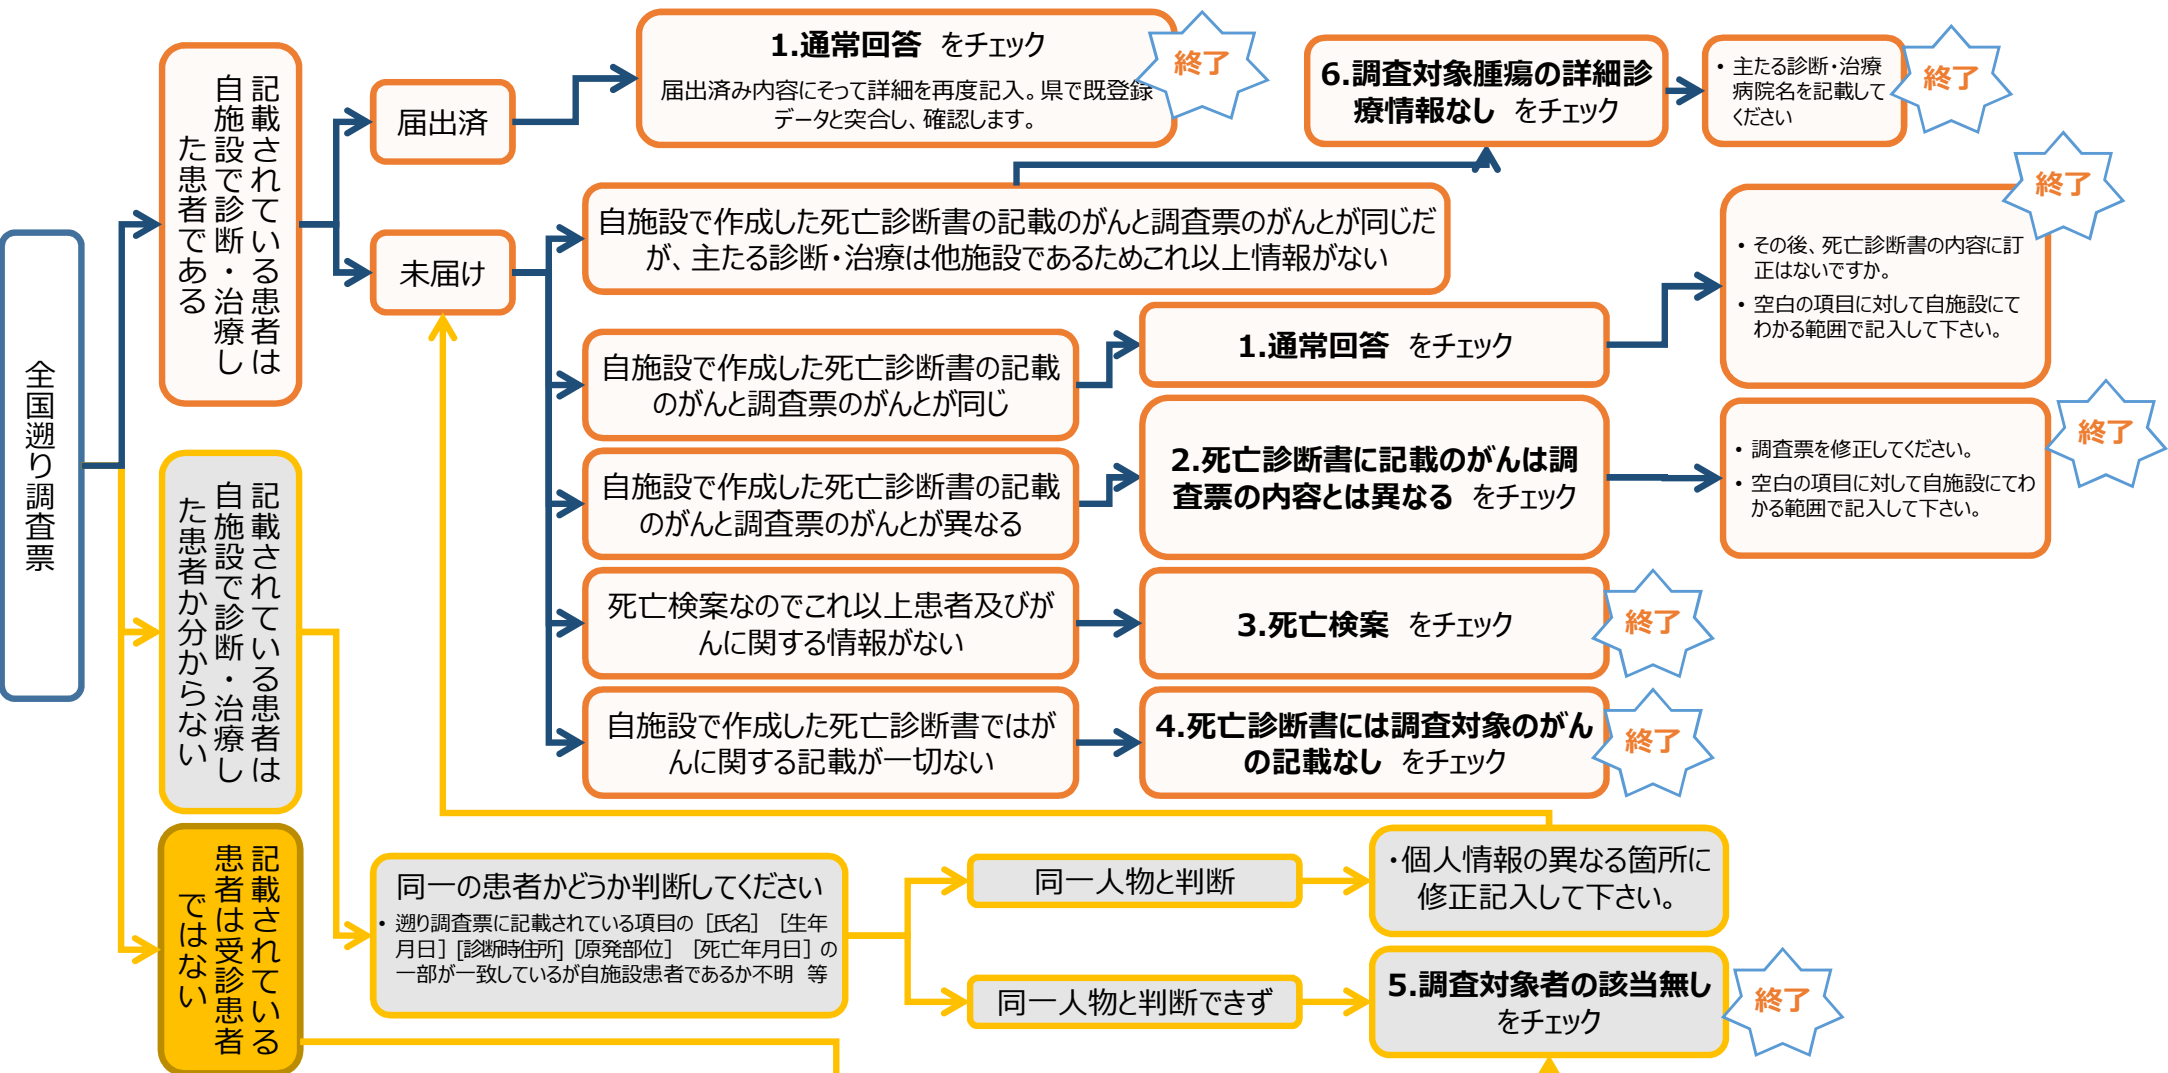 全国遡り調査票
記載されている患者は
自施設で診断・治療し
た患者である
届出済
1.通常回答 をチェック
届出済み内容にそって詳細を再度記入。県で既登録
データと突合し、確認します。
終了
未届け
自施設で作成した死亡診断書の記載のがんと調査票のがんとが同じだ
が、主たる診断・治療は他施設であるためこれ以上情報がない
6.調査対象腫瘍の詳細診
療情報なし をチェック
・主たる診断・治療
病院名を記載して
ください
終了
自施設で作成した死亡診断書の記載
のがんと調査票のがんとが同じ
1.通常回答 をチェック
・その後、死亡診断書の内容に訂
正はないですか。
・空白の項目に対して自施設にて
わかる範囲で記入して下さい。
終了
自施設で作成した死亡診断書の記載
のがんと調査票のがんとが異なる
2.死亡診断書に記載のがんは調
査票の内容とは異なる をチェック
・調査票を修正してください。
・空白の項目に対して自施設にてわ
かる範囲で記入して下さい。
終了
死亡検案なのでこれ以上患者及びが
んに関する情報がない
3.死亡検案 をチェック
終了
自施設で作成した死亡診断書ではが
んに関する記載が一切ない
4.死亡診断書には調査対象のがん
の記載なし をチェック
終了
記載されている患者は
自施設で診断・治療し
た患者か分からない
同一の患者かどうか判断してください
・遡り調査票に記載されている項目の［氏名］［生年
月日］[診断時住所]［原発部位］［死亡年月日］の
一部が一致しているが自施設患者であるか不明 等
同一人物と判断
・個人情報の異なる箇所に
修正記入して下さい。
同一人物と判断できず
5.調査対象者の該当無し
をチェック
終了
記載されている
患者は受診患者
ではない